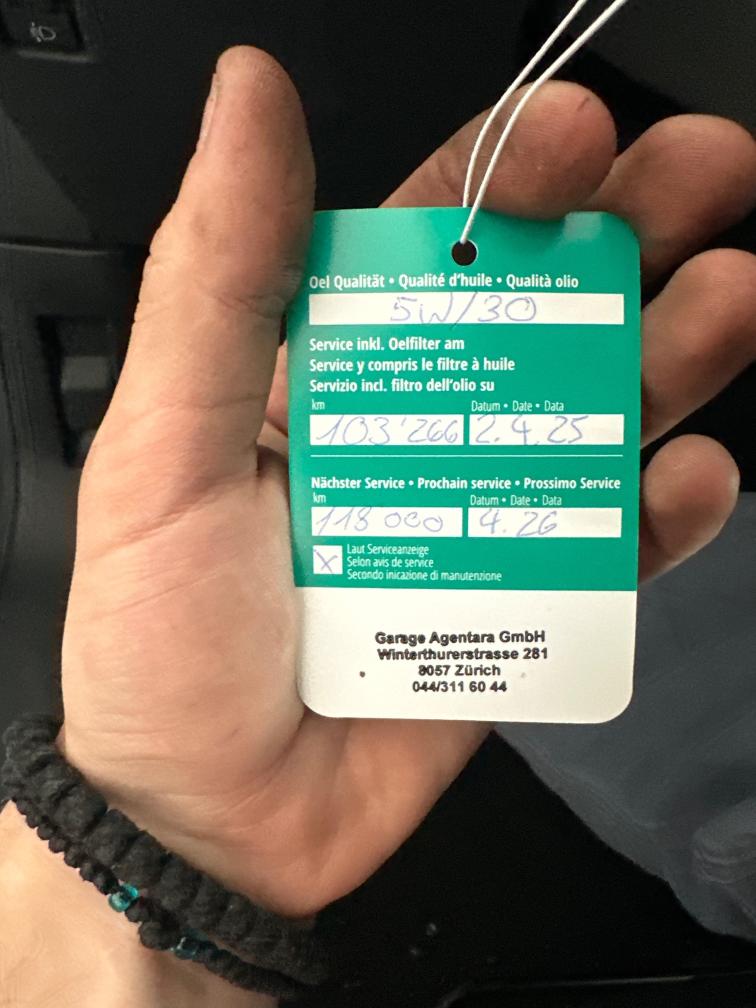 Oel Qualität • Qualité d'huile • Qualità olio
5W/30
Service inkl. Oelfilter am
Service y compris le filtre à huile
Servizio incl. filtro dell'olio su
km Datum • Date • Data
103'266 2.4.25
Nächster Service • Prochain service • Prossimo Service
km Datum • Date • Data
118 000 4.26
X Laut Serviceanzeige
Selon avis de service
Secondo inicazione di manutenzione
Garage Agentara GmbH
Winterthurerstrasse 281
8057 Zürich
044/311 60 44